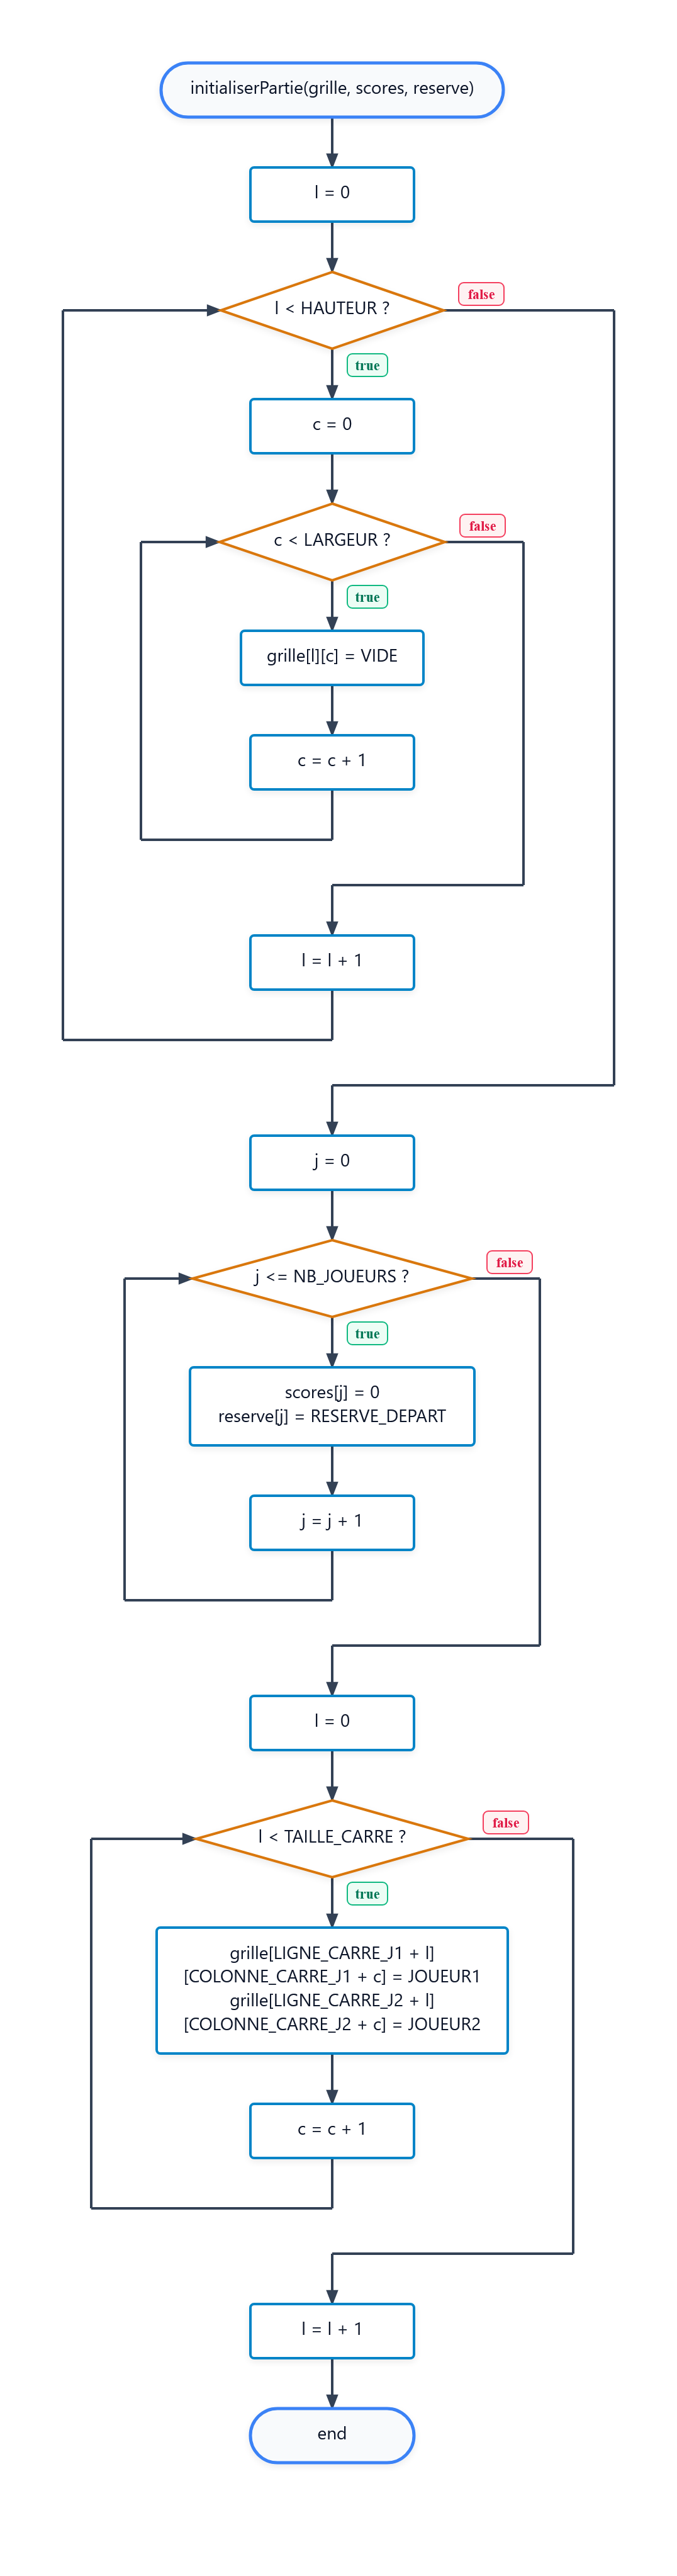 initialiserPartie(grille, scores, reserve)
l = 0
l < HAUTEUR ?
false
true
c = 0
c < LARGEUR ?
false
true
grille[l][c] = VIDE
c = c + 1
l = l + 1
j = 0
j <= NB_JOUEURS ?
false
true
scores[j] = 0
reserve[j] = RESERVE_DEPART
j = j + 1
l = 0
l < TAILLE_CARRE ?
false
true
grille[LIGNE_CARRE_J1 + l]
[COLONNE_CARRE_J1 + c] = JOUEUR1
grille[LIGNE_CARRE_J2 + l]
[COLONNE_CARRE_J2 + c] = JOUEUR2
c = c + 1
l = l + 1
end